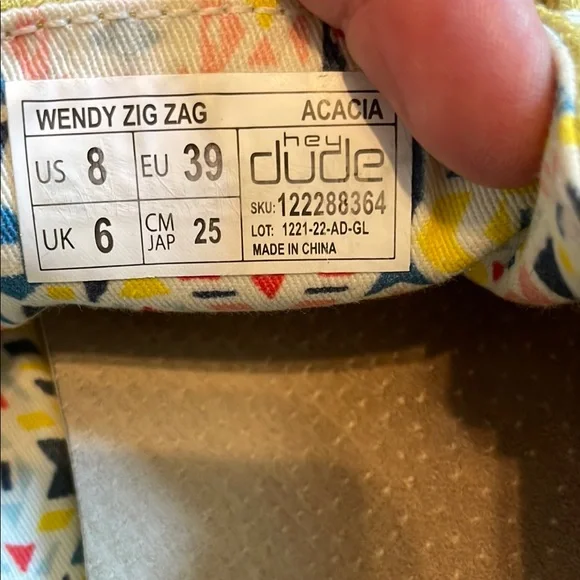 WENDY ZIG ZAG ACACIA
US 8 EU 39
UK 6 CM JAP 25
hey dude
SKU: 122288364
LOT: 1221-22-AD-GL
MADE IN CHINA